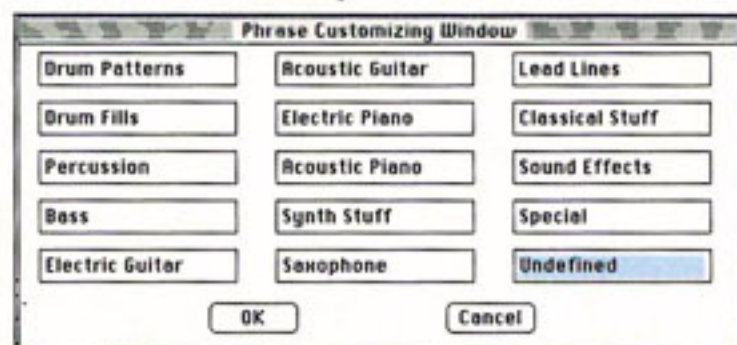 Phrase Customizing Window
Drum Patterns
Acoustic Guitar
Lead Lines
Drum Fills
Electric Piano
Classical Stuff
Percussion
Acoustic Piano
Sound Effects
Bass
Synth Stuff
Special
Electric Guitar
Saxophone
Undefined
OK
Cancel